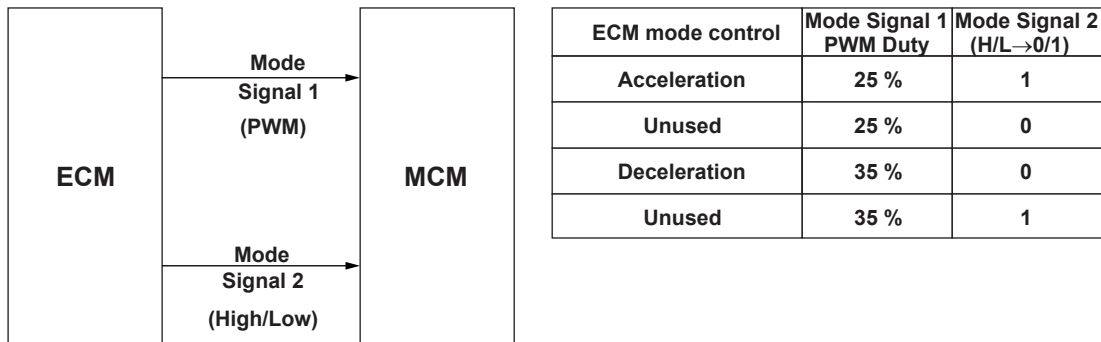 ECM
Mode
Signal 1
(PWM)
Mode
Signal 2
(High/Low)
MCM
ECM mode control
Mode Signal 1
PWM Duty
Mode Signal 2
(H/L→0/1)
Acceleration 25 % 1
Unused 25 % 0
Deceleration 35 % 0
Unused 35 % 1